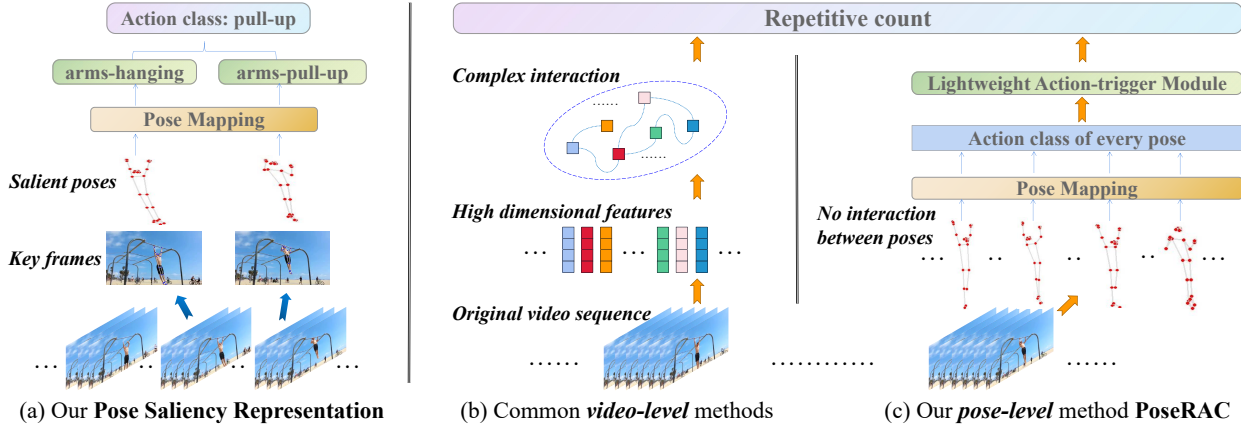 Action class: pull-up
arms-hanging
arms-pull-up
Pose Mapping
Salient poses
Key frames
(a) Our Pose Saliency Representation
Repetitive count
Complex interaction
......
......
High dimensional features
... ... ...
Original video sequence
(b) Common video-level methods
Lightweight Action-trigger Module
Action class of every pose
Pose Mapping
No interaction
between poses
(c) Our pose-level method PoseRAC